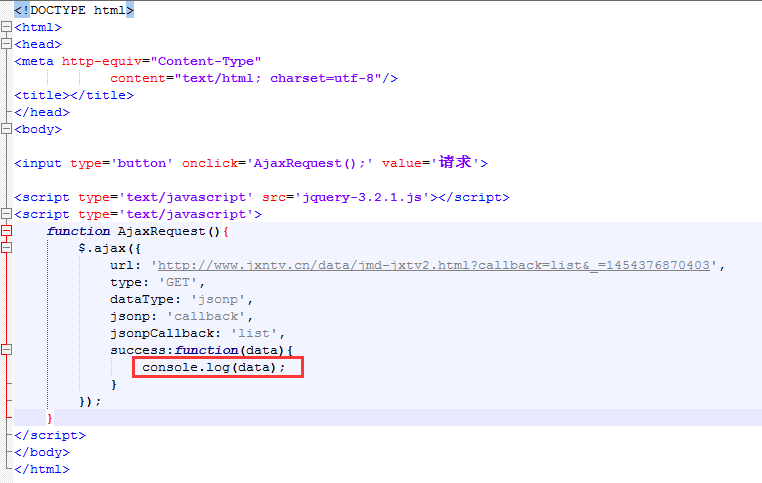 <!DOCTYPE html>
<html>
<head>
<meta http-equiv="Content-Type"
            content="text/html; charset=utf-8"/>
<title></title>
</head>
<body>
<input type='button' onclick='AjaxRequest();' value='请求'>
<script type='text/javascript' src='jquery-3.2.1.js'></script>
<script type='text/javascript'>
    function AjaxRequest(){
        $.ajax({
            url: 'http://www.jxntv.cn/data/jmd-jxtv2.html?callback=list&_=1454376870403',
            type: 'GET',
            dataType: 'jsonp',
            jsonp: 'callback',
            jsonpCallback: 'list',
            success:function(data){
                console.log(data);
            }
        });
    }
</script>
</body>
</html>